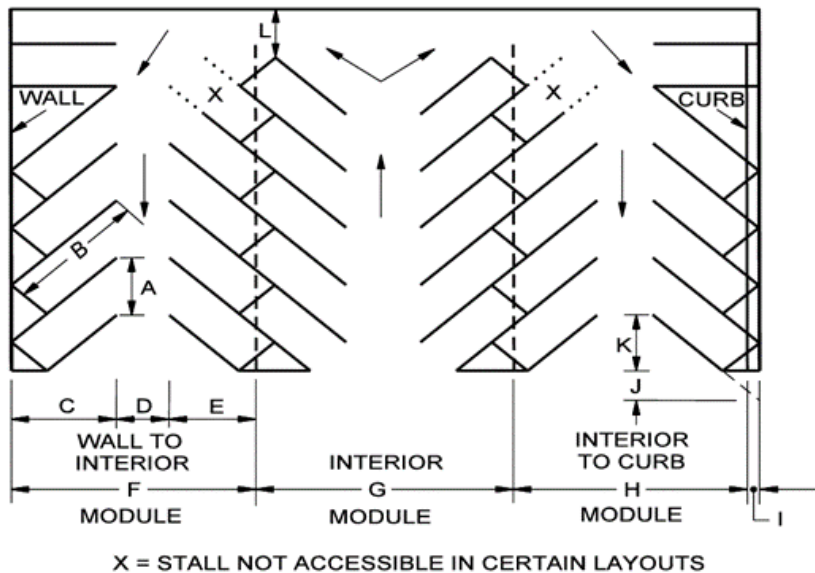 L
X
X
WALL
CURB
B
A
K
J
C
D
E
WALL TO
INTERIOR
INTERIOR
INTERIOR
TO CURB
F
G
H
MODULE
MODULE
MODULE
I
X = STALL NOT ACCESSIBLE IN CERTAIN LAYOUTS